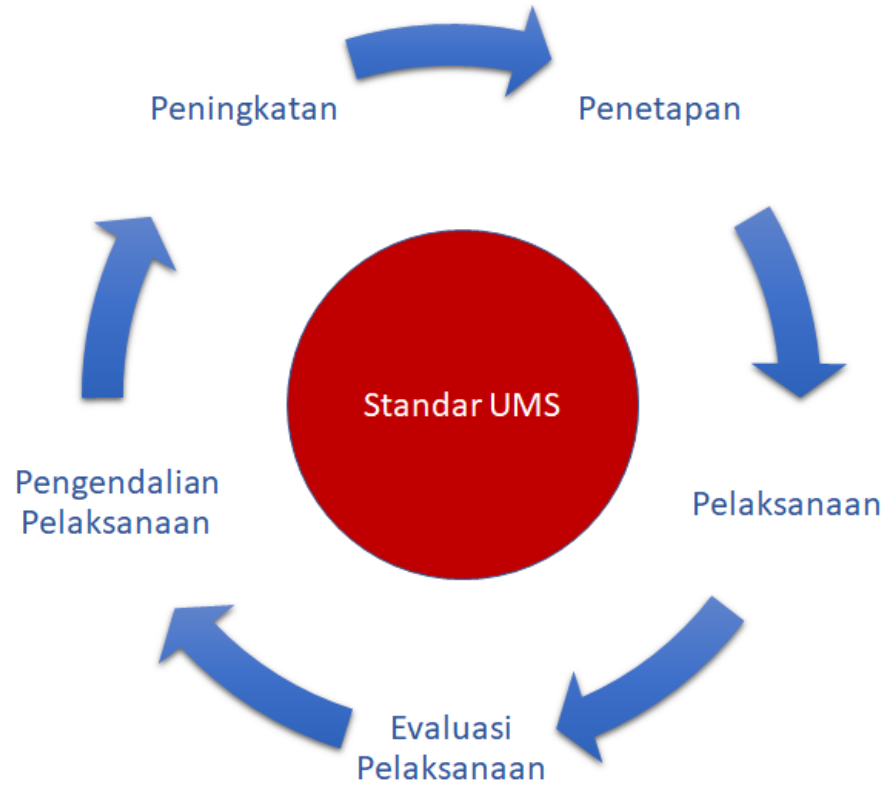 Peningkatan
Penetapan
Standar UMS
Pengendalian
Pelaksanaan
Pelaksanaan
Evaluasi
Pelaksanaan